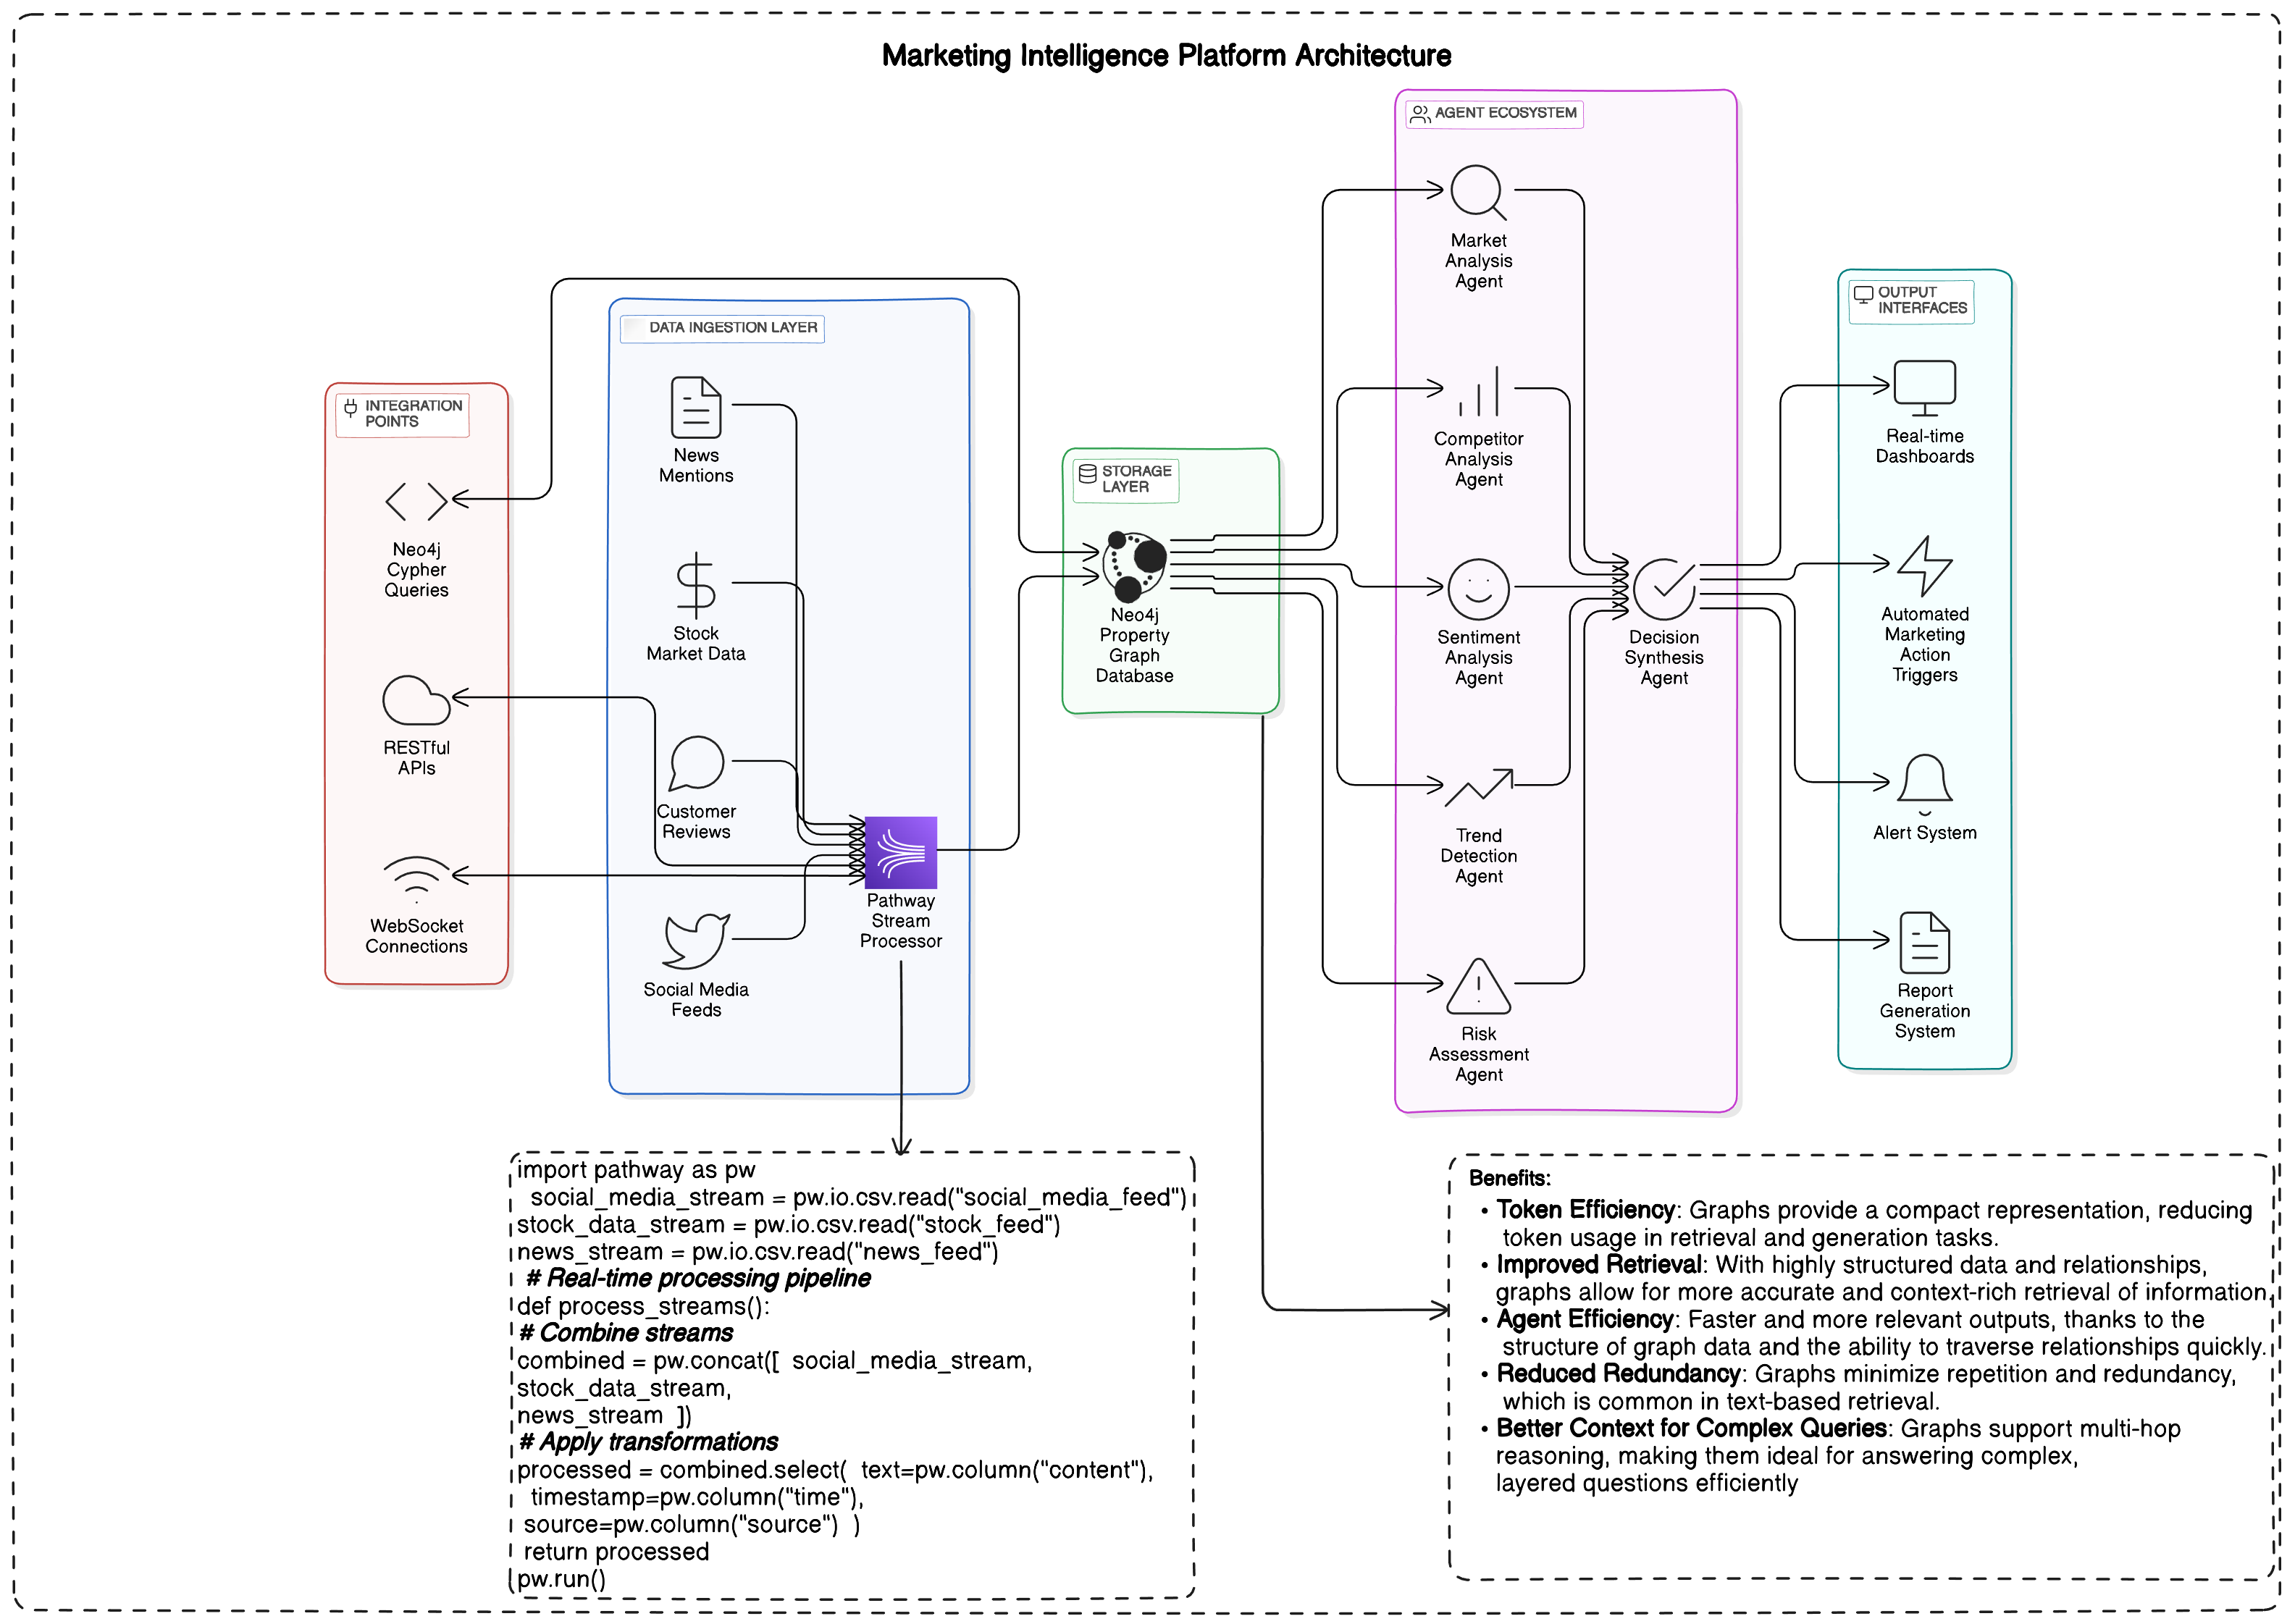 Marketing Intelligence Platform Architecture
INTEGRATION
POINTS
Neo4j
Cypher
Queries
RESTful
APIs
WebSocket
Connections
DATA INGESTION LAYER
News
Mentions
Stock
Market Data
Customer
Reviews
Social Media
Feeds
Pathway
Stream
Processor
STORAGE
LAYER
Neo4j
Property
Graph
Database
AGENT ECOSYSTEM
Market
Analysis
Agent
Competitor
Analysis
Agent
Sentiment
Analysis
Agent
Trend
Detection
Agent
Risk
Assessment
Agent
Decision
Synthesis
Agent
OUTPUT
INTERFACES
Real-time
Dashboards
Automated
Marketing
Action
Triggers
Alert System
Report
Generation
System
import pathway as pw
social_media_stream = pw.io.csv.read("social_media_feed")
stock_data_stream = pw.io.csv.read("stock_feed")
news_stream = pw.io.csv.read("news_feed")
# Real-time processing pipeline
def process_streams():
# Combine streams
combined = pw.concat([ social_media_stream,
stock_data_stream,
news_stream ])
# Apply transformations
processed = combined.select( text=pw.column("content"),
timestamp=pw.column("time"),
source=pw.column("source") )
return processed
pw.run()
Benefits:
• Token Efficiency: Graphs provide a compact representation, reducing
token usage in retrieval and generation tasks.
• Improved Retrieval: With highly structured data and relationships,
graphs allow for more accurate and context-rich retrieval of information.
• Agent Efficiency: Faster and more relevant outputs, thanks to the
structure of graph data and the ability to traverse relationships quickly.
• Reduced Redundancy: Graphs minimize repetition and redundancy,
which is common in text-based retrieval.
• Better Context for Complex Queries: Graphs support multi-hop
reasoning, making them ideal for answering complex,
layered questions efficiently